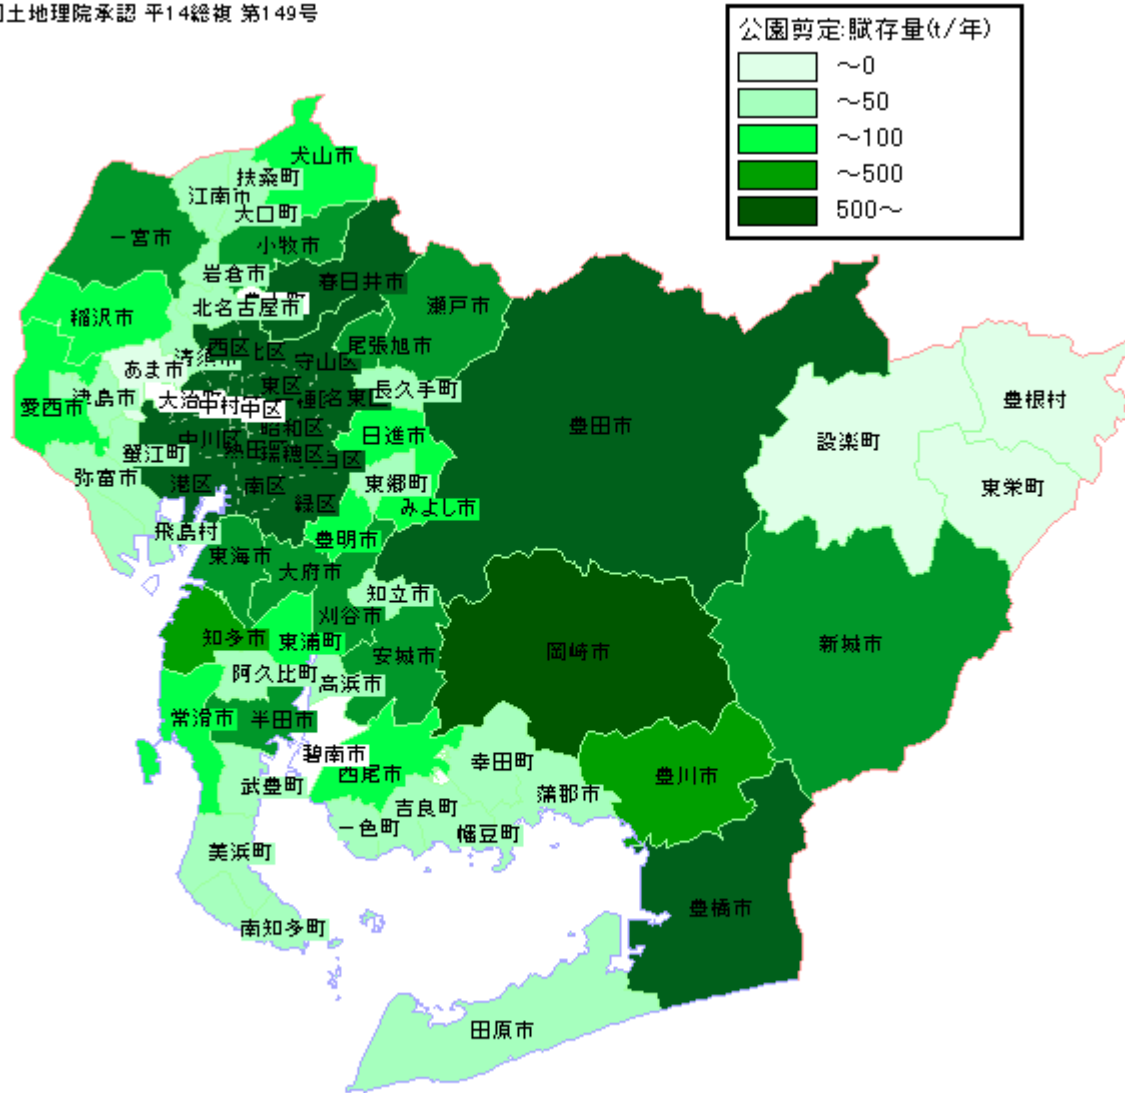 土地理院承認 平14総複 第149号
公園剪定:賦存量(t/年)
～0
～50
～100
～500
500～
犬山市
扶桑町
江南市
大口町
一宮市
小牧市
岩倉市
春日井市
北名古屋市
瀬戸市
稲沢市
西区
北区
清須市
尾張旭市
守山区
あま市
東区
長久手町
津島市
愛西市
大治町
中村
中区
名東区
豊根村
昭和区
日進市
豊田市
設楽町
中川区
熱田
瑞穂区
蟹江町
弥富市
港区
南区
東郷町
東栄町
緑区
みよし市
飛島村
豊明市
東海市
大府市
知立市
刈谷市
知多市
東浦町
安城市
岡崎市
新城市
阿久比町
高浜市
常滑市
半田市
碧南市
西尾市
幸田町
豊川市
武豊町
吉良町
蒲郡市
一色町
幡豆町
美浜町
豊橋市
南知多町
田原市